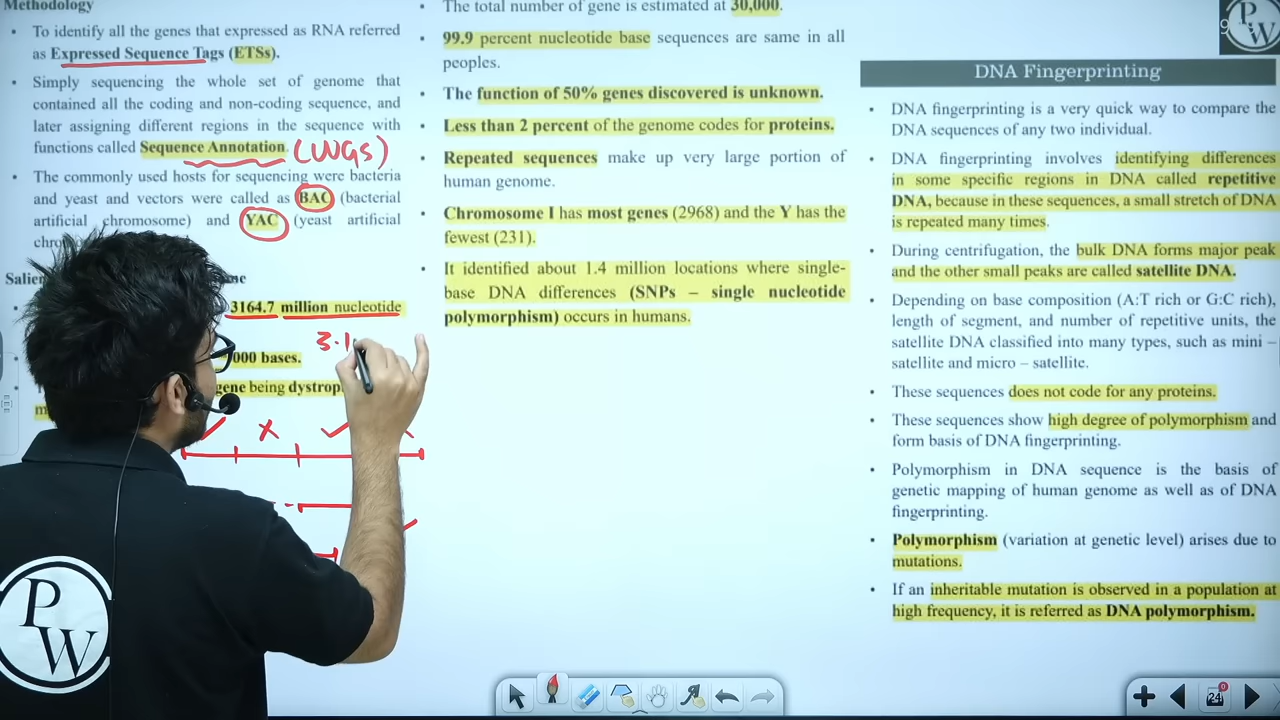 Methodology
• To identify all the genes that expressed as RNA referred
as Expressed Sequence Tags (ETSs).
• Simply sequencing the whole set of genome that
contained all the coding and non-coding sequence, and
later assigning different regions in the sequence with
functions called Sequence Annotation. (WGS)
• The commonly used hosts for sequencing were bacteria
and yeast and vectors were called as BAC (bacterial
artificial chromosome) and YAC (yeast artificial
3164.7 million nucleotide
3.1
000 bases.
gene being
• The total number of gene is estimated at 30,000.
• 99.9 percent nucleotide base sequences are same in all
peoples.
• The function of 50% genes discovered is unknown.
• Less than 2 percent of the genome codes for proteins.
• Repeated sequences make up very large portion of
human genome.
• Chromosome I has most genes (2968) and the Y has the
fewest (231).
• It identified about 1.4 million locations where single-
base DNA differences (SNPs – single nucleotide
polymorphism) occurs in humans.
PW
DNA Fingerprinting
• DNA fingerprinting is a very quick way to compare the
DNA sequences of any two individual.
• DNA fingerprinting involves identifying differences
in some specific regions in DNA called repetitive
DNA, because in these sequences, a small stretch of DNA
is repeated many times.
• During centrifugation, the bulk DNA forms major peak
and the other small peaks are called satellite DNA.
• Depending on base composition (A:T rich or G:C rich),
length of segment, and number of repetitive units, the
satellite DNA classified into many types, such as mini –
satellite and micro – satellite.
• These sequences does not code for any proteins.
• These sequences show high degree of polymorphism and
form basis of DNA fingerprinting.
• Polymorphism in DNA sequence is the basis of
genetic mapping of human genome as well as of DNA
fingerprinting.
• Polymorphism (variation at genetic level) arises due to
mutations.
• If an inheritable mutation is observed in a population at
high frequency, it is referred as DNA polymorphism.
PW
24
0